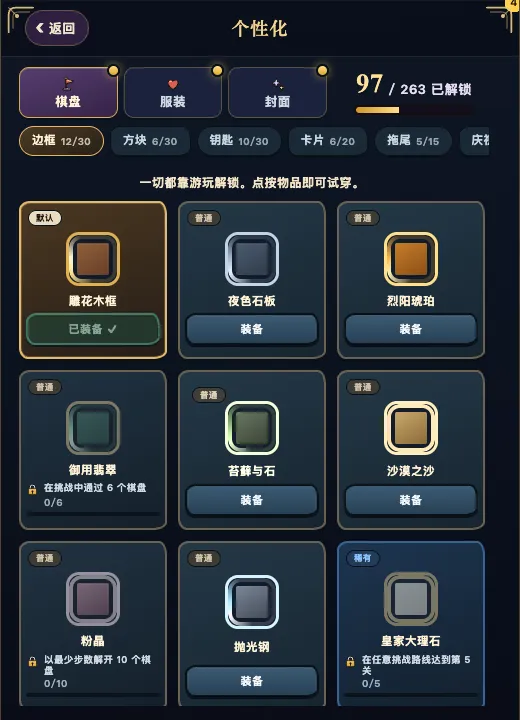 4
返回
个性化
棋盘
服装
封面
97 / 263 已解锁
边框 12/30
方块 6/30
钥匙 10/30
卡片 6/20
拖尾 5/15
庆祝
一切都靠游玩解锁。点按物品即可试穿。
默认
雕花木框
已装备
普通
夜色石板
装备
普通
烈阳琥珀
装备
普通
御用翡翠
在挑战中通过 6 个棋盘
0/6
普通
苔藓与石
装备
普通
沙漠之沙
装备
普通
粉晶
以最少步数解开 10 个棋
盘
0/10
普通
抛光钢
装备
稀有
皇家大理石
在任意挑战路线达到第 5
关
0/5